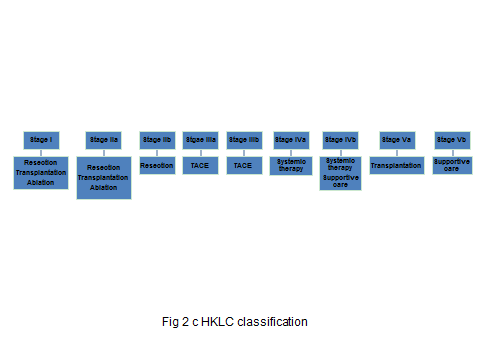 Stage I
Stage IIa
Stage IIb
Stgae IIIa
Stage IIIb
Stage IVa
Stage IVb
Stage Va
Stage Vb
Resection
Transplantation
Ablation
Resection
Transplantation
Ablation
Resection
TACE
TACE
Systemic
therapy
Systemic
therapy
Supportive
care
Transplantation
Supportive
care
Fig 2 c HKLC classification